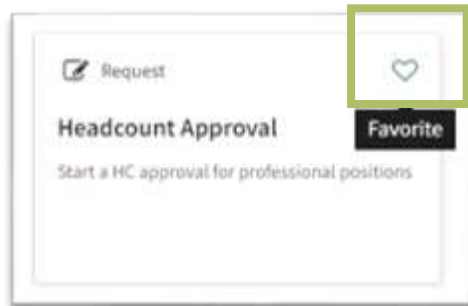 Request
Headcount Approval
Favorite
Start a HC approval for professional positions